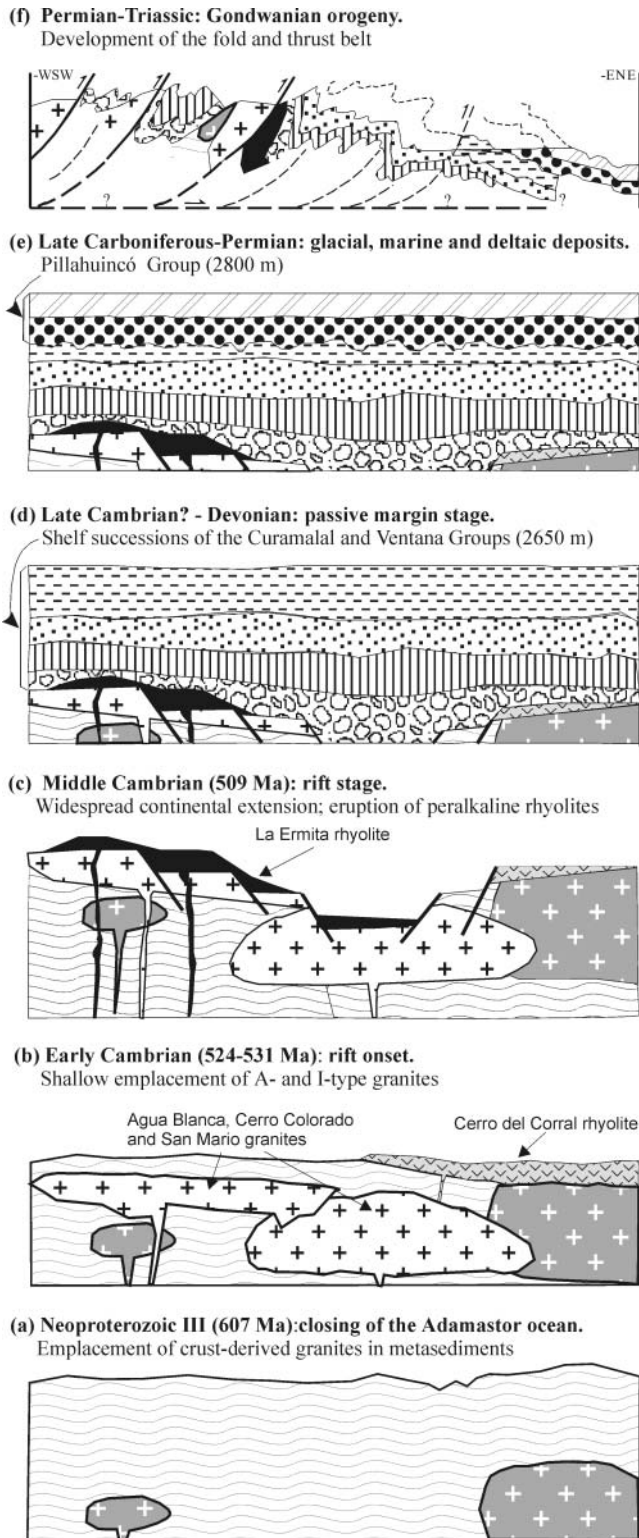 (f) Permian-Triassic: Gondwanian orogeny.
Development of the fold and thrust belt
-WSW
-ENE
?
?
?
(e) Late Carboniferous-Permian: glacial, marine and deltaic deposits.
Pillahuincó Group (2800 m)
(d) Late Cambrian? - Devonian: passive margin stage.
Shelf successions of the Curamalal and Ventana Groups (2650 m)
(c) Middle Cambrian (509 Ma): rift stage.
Widespread continental extension; eruption of peralkaline rhyolites
La Ermita rhyolite
(b) Early Cambrian (524-531 Ma): rift onset.
Shallow emplacement of A- and I-type granites
Agua Blanca, Cerro Colorado
and San Mario granites
Cerro del Corral rhyolite
(a) Neoproterozoic III (607 Ma):closing of the Adamastor ocean.
Emplacement of crust-derived granites in metasediments